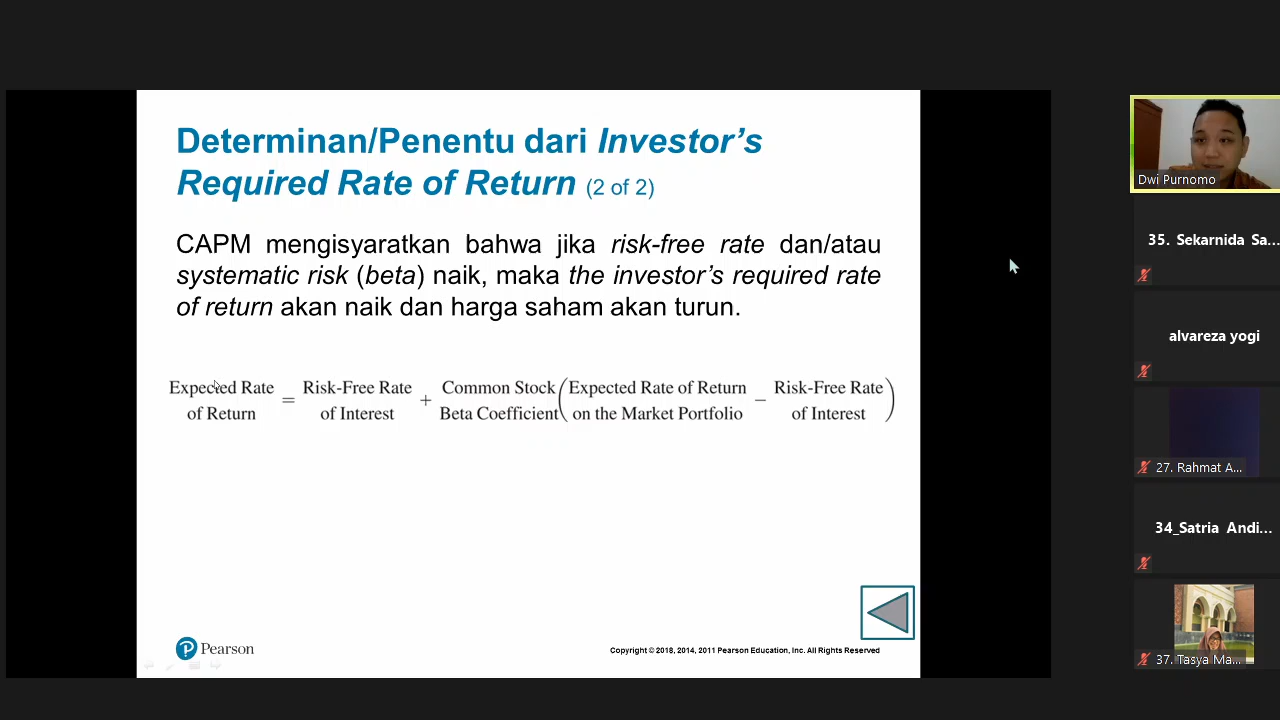 Determinan/Penentu dari Investor’s
Required Rate of Return (2 of 2)
CAPM mengisyaratkan bahwa jika risk-free rate dan/atau
systematic risk (beta) naik, maka the investor’s required rate
of return akan naik dan harga saham akan turun.
Expected Rate of Return = Risk-Free Rate of Interest + Common Stock Beta Coefficient ( Expected Rate of Return on the Market Portfolio − Risk-Free Rate of Interest )
P Pearson
Copyright © 2018, 2014, 2011 Pearson Education, Inc. All Rights Reserved
Dwi Purnomo
35. Sekarnida Sa...
alvareza yogi
27. Rahmat A...
34_Satria Andi...
37. Tasya Ma...